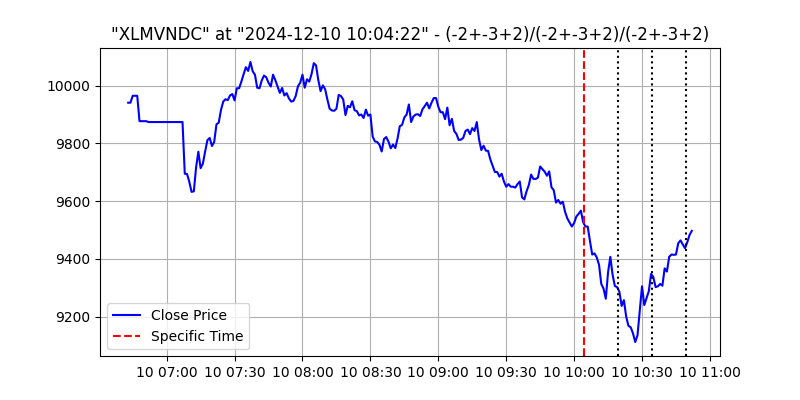 "XLMVNDC" at "2024-12-10 10:04:22" - (-2+-3+2)/(-2+-3+2)/(-2+-3+2)
10000
9800
9600
9400
9200
Close Price
Specific Time
10 07:00 10 07:30 10 08:00 10 08:30 10 09:00 10 09:30 10 10:00 10 10:30 10 11:00